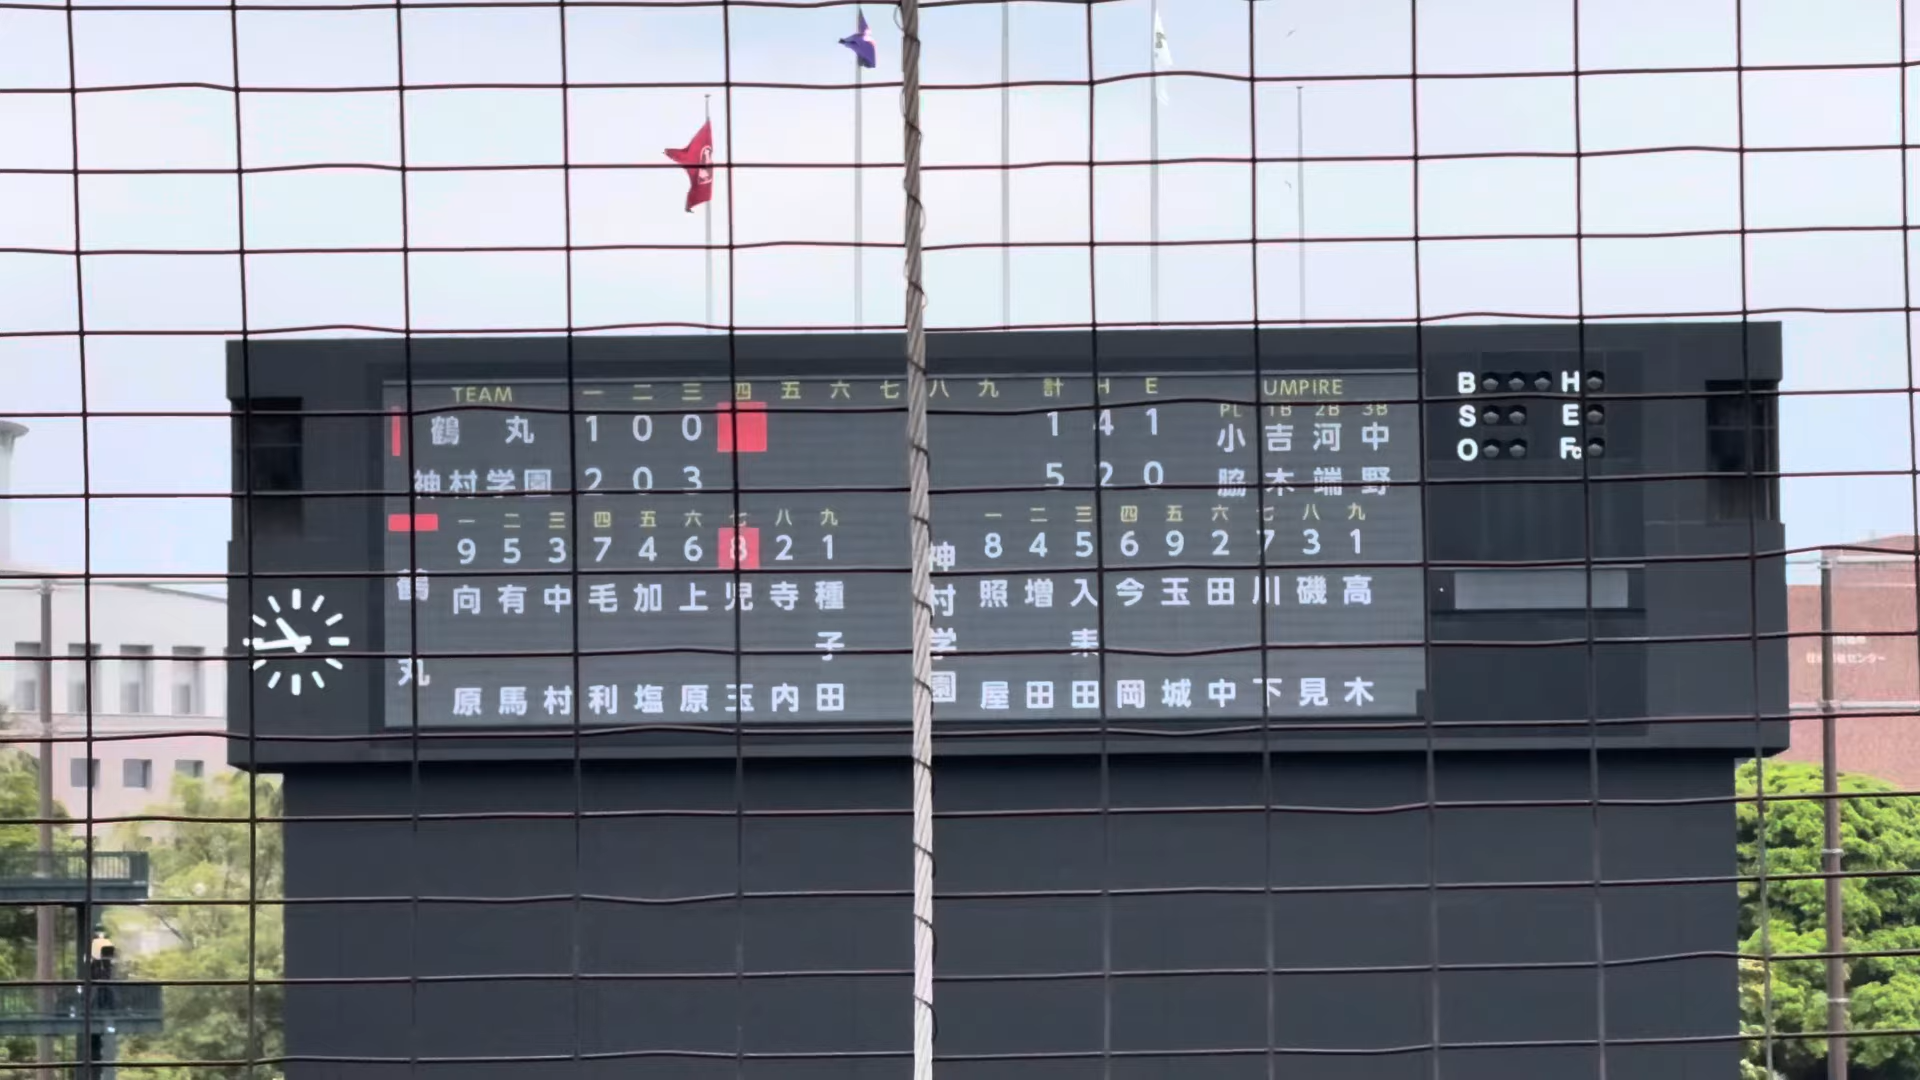 TEAM 一 二 三 四 五 六 七 八 九 計 H E UMPIRE
PL 1B 2B 3B
鶴 丸 1 0 0 1 4 1 小 吉 河 中
神村学園 2 0 3 5 2 0 脇 木 端 野
B H
S E
O Fc
一 二 三 四 五 六 七 八 九
9 5 3 7 4 6 8 2 1
鶴丸
向 有 中 毛 加 上 児 寺 種
子
原 馬 村 利 塩 原 玉 内 田
一 二 三 四 五 六 七 八 九
8 4 5 6 9 2 7 3 1
神村学園
照 増 入 今 玉 田 川 磯 高
来
屋 田 田 岡 城 中 下 見 木